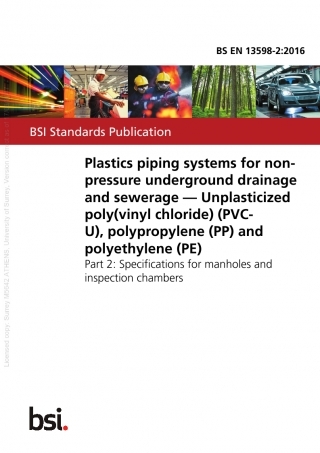 BS EN 13598-2:2016
BSI Standards Publication
Plastics piping systems for non-
pressure underground drainage
and sewerage — Unplasticized
poly(vinyl chloride) (PVC-
U), polypropylene (PP) and
polyethylene (PE)
Part 2: Specifications for manholes and
inspection chambers
bsi.